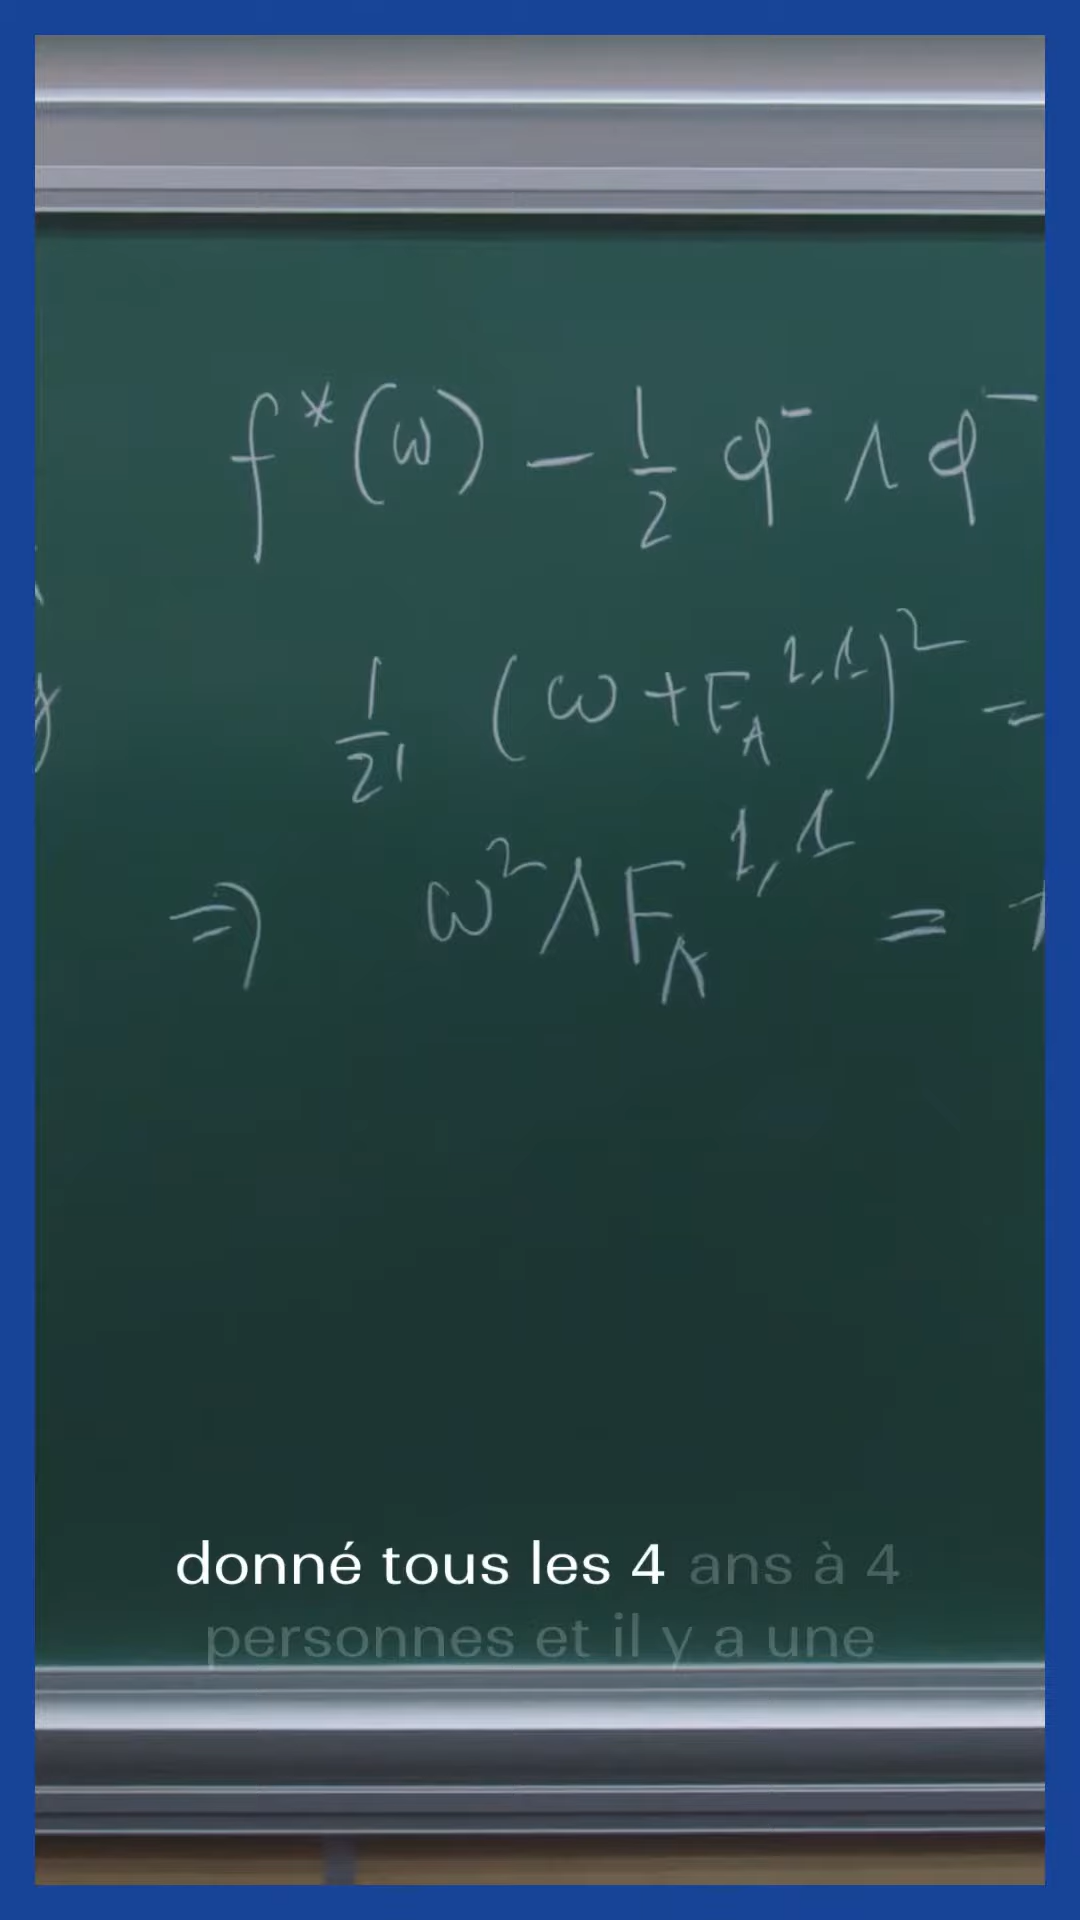 f*(ω) − 1/2 φ⁻ ∧ φ⁻
1/2! (ω + F_A^{1,1})² =
⇒ ω² ∧ F_A^{1,1} =
donné tous les 4 ans à 4
personnes et il y a une